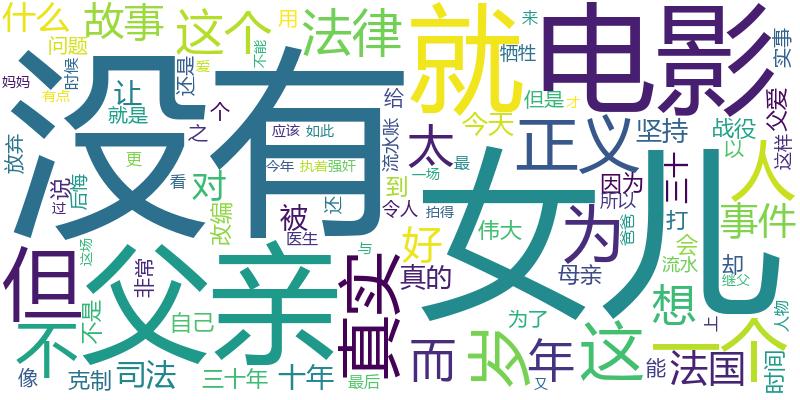 什么
故事
这个
用
法律
就
电影
来
牺牲
实事
问题
时候
还是
爱
不能
妈妈
有点
让
就是
个
之
给
但是
才
父爱
没有
应该
如此
今天
正义
坚持
战役
以
这样
放弃
更
今年
执着
强奸
流水账
太
最
一场
说
后悔
看
对
到
因为
三十
人
抖
改编
被
还
令人
拍得
伟大
为
所以
爸爸
打
事件
医生
女儿
这场
但
父亲
非常
与
真实
好
真的
母亲
会
流水
却
继父
不
不是
自己
为了
想
上
一个
人物
像
克制
司法
三十年
十年
最后
而
岁
年
又
这
能
法国
时间